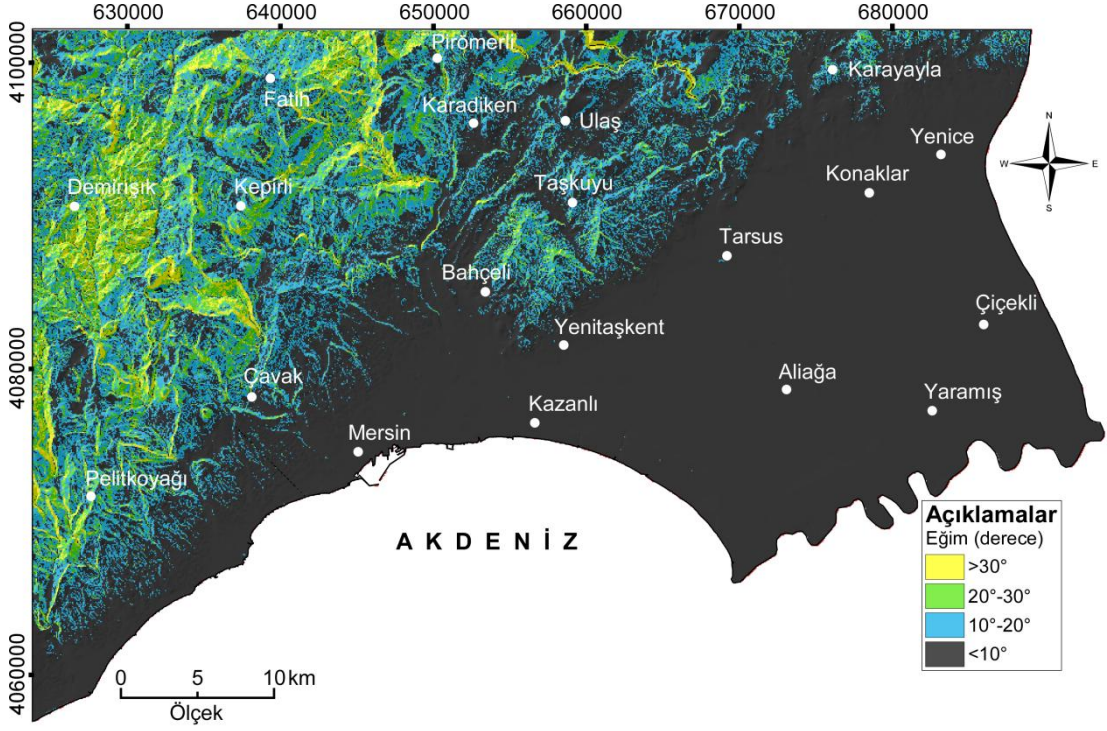 630000
640000
650000
660000
670000
680000
4100000
4080000
4060000
Pirömerli
Fatih
Karadiken
Ulaş
Karayayla
Yenice
Konaklar
Demirışık
Kepirli
Taşkuyu
Tarsus
Bahçeli
Yenitaşkent
Çiçekli
Çavak
Aliağa
Kazanlı
Yaramış
Mersin
Pelitkoyağı
N
W
E
S
AKDENİZ
Açıklamalar
Eğim (derece)
>30°
20°-30°
10°-20°
<10°
0 5 10 km
Ölçek